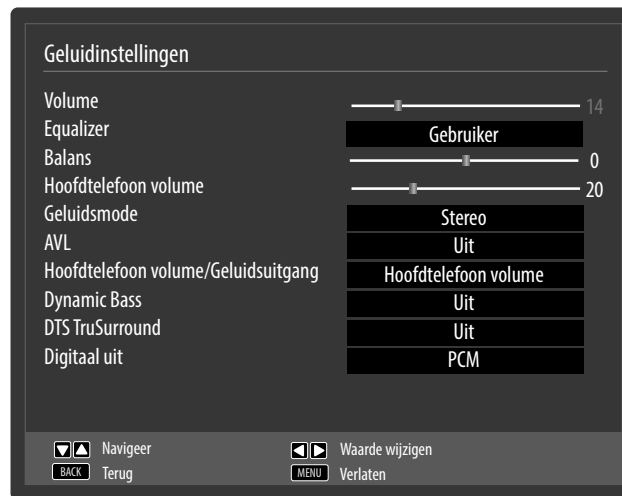 Geluidinstellingen
Volume 14
Equalizer Gebruiker
Balans 0
Hoofdtelefoon volume 20
Geluidsmode Stereo
AVL Uit
Hoofdtelefoon volume/Geluidsuitgang Hoofdtelefoon volume
Dynamic Bass Uit
DTS TruSurround Uit
Digitaal uit PCM
Navigeer Waarde wijzigen
BACK Terug MENU Verlaten